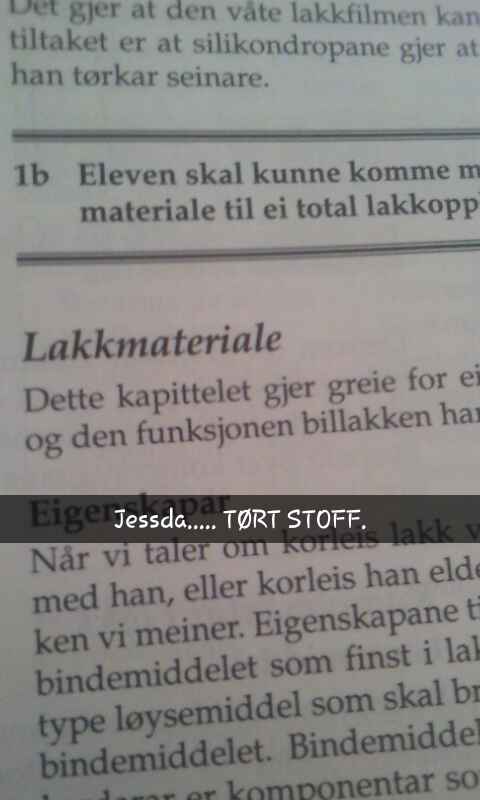 Det gjer at den våte lakkfilmen kan
tiltaket er at silikondropane gjer at
han tørkar seinare.
1b Eleven skal kunne komme m
materiale til ei total lakkopp
Lakkmateriale
Dette kapittelet gjer greie for ei
og den funksjonen billakken har
Eigenskapar
Jessda..... TØRT STOFF.
Når vi taler om korleis lakk v
med han, eller korleis han elde
ken vi meiner. Eigenskapane ti
bindemiddelet som finst i lak
type løysemiddel som skal br
bindemiddelet. Bindemiddel
er komponentar so